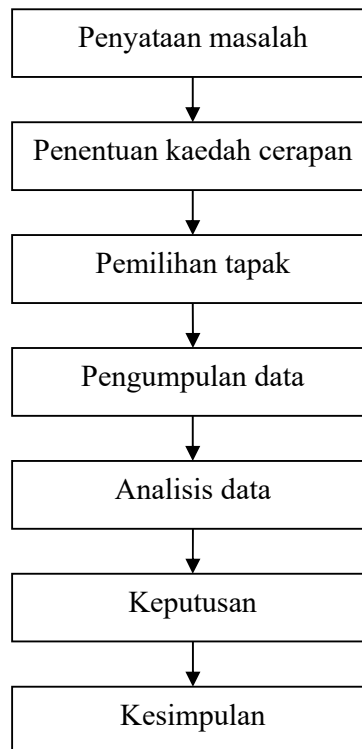 Penyataan masalah
Penentuan kaedah cerapan
Pemilihan tapak
Pengumpulan data
Analisis data
Keputusan
Kesimpulan